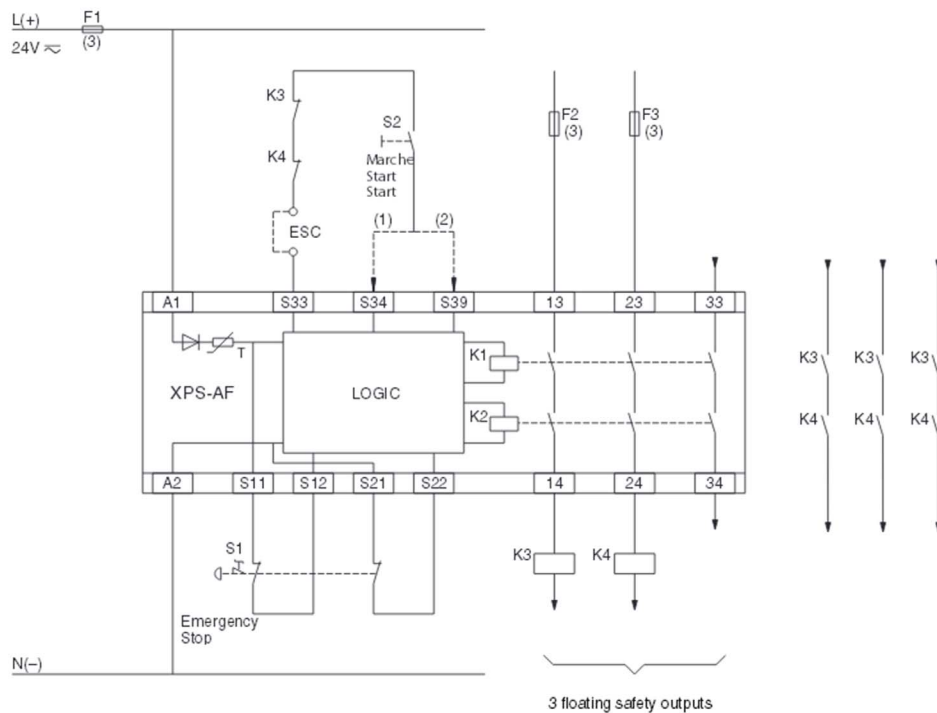 L(+)
F1
(3)
24V ⎓∼
K3
K4
ESC
S2
Marche
Start
Start
(1)
(2)
F2
(3)
F3
(3)
A1
S33
S34
S39
13
23
33
T
XPS-AF
LOGIC
K1
K2
K3
K3
K3
K4
K4
K4
A2
S11
S12
S21
S22
14
24
34
S1
K3
K4
Emergency
Stop
N(–)
3 floating safety outputs